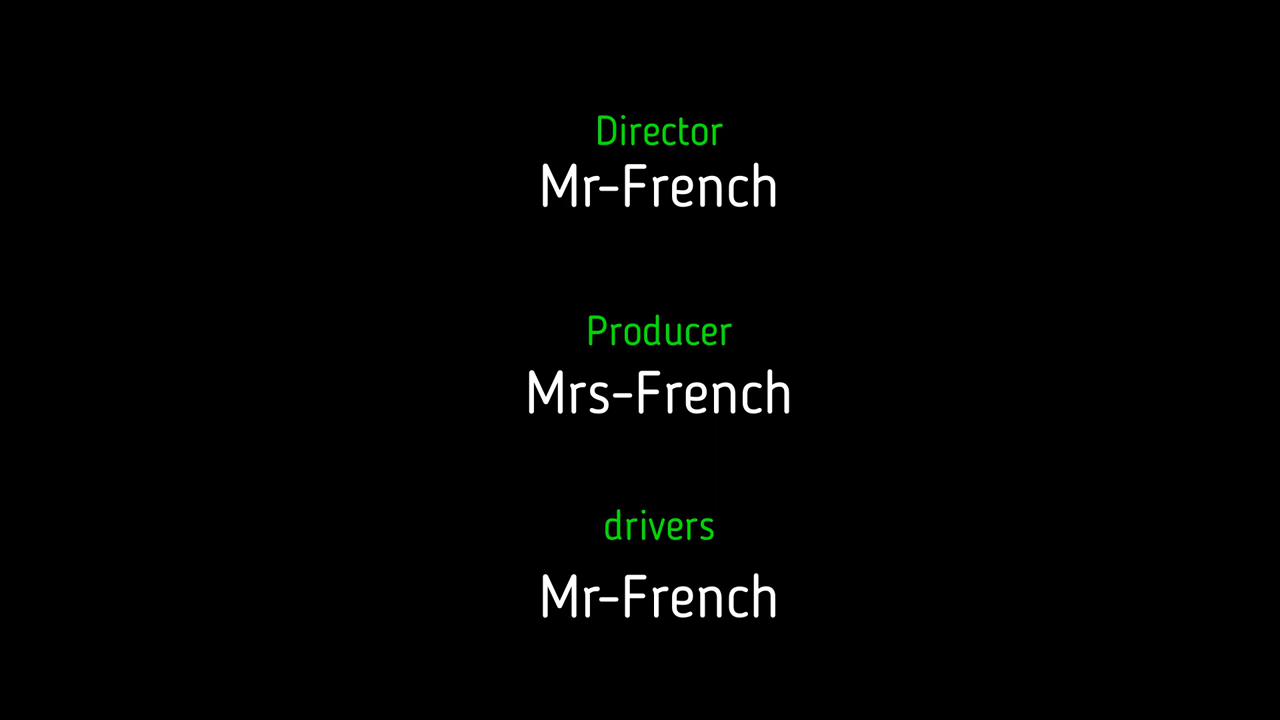 Director
Mr-French
Producer
Mrs-French
drivers
Mr-French